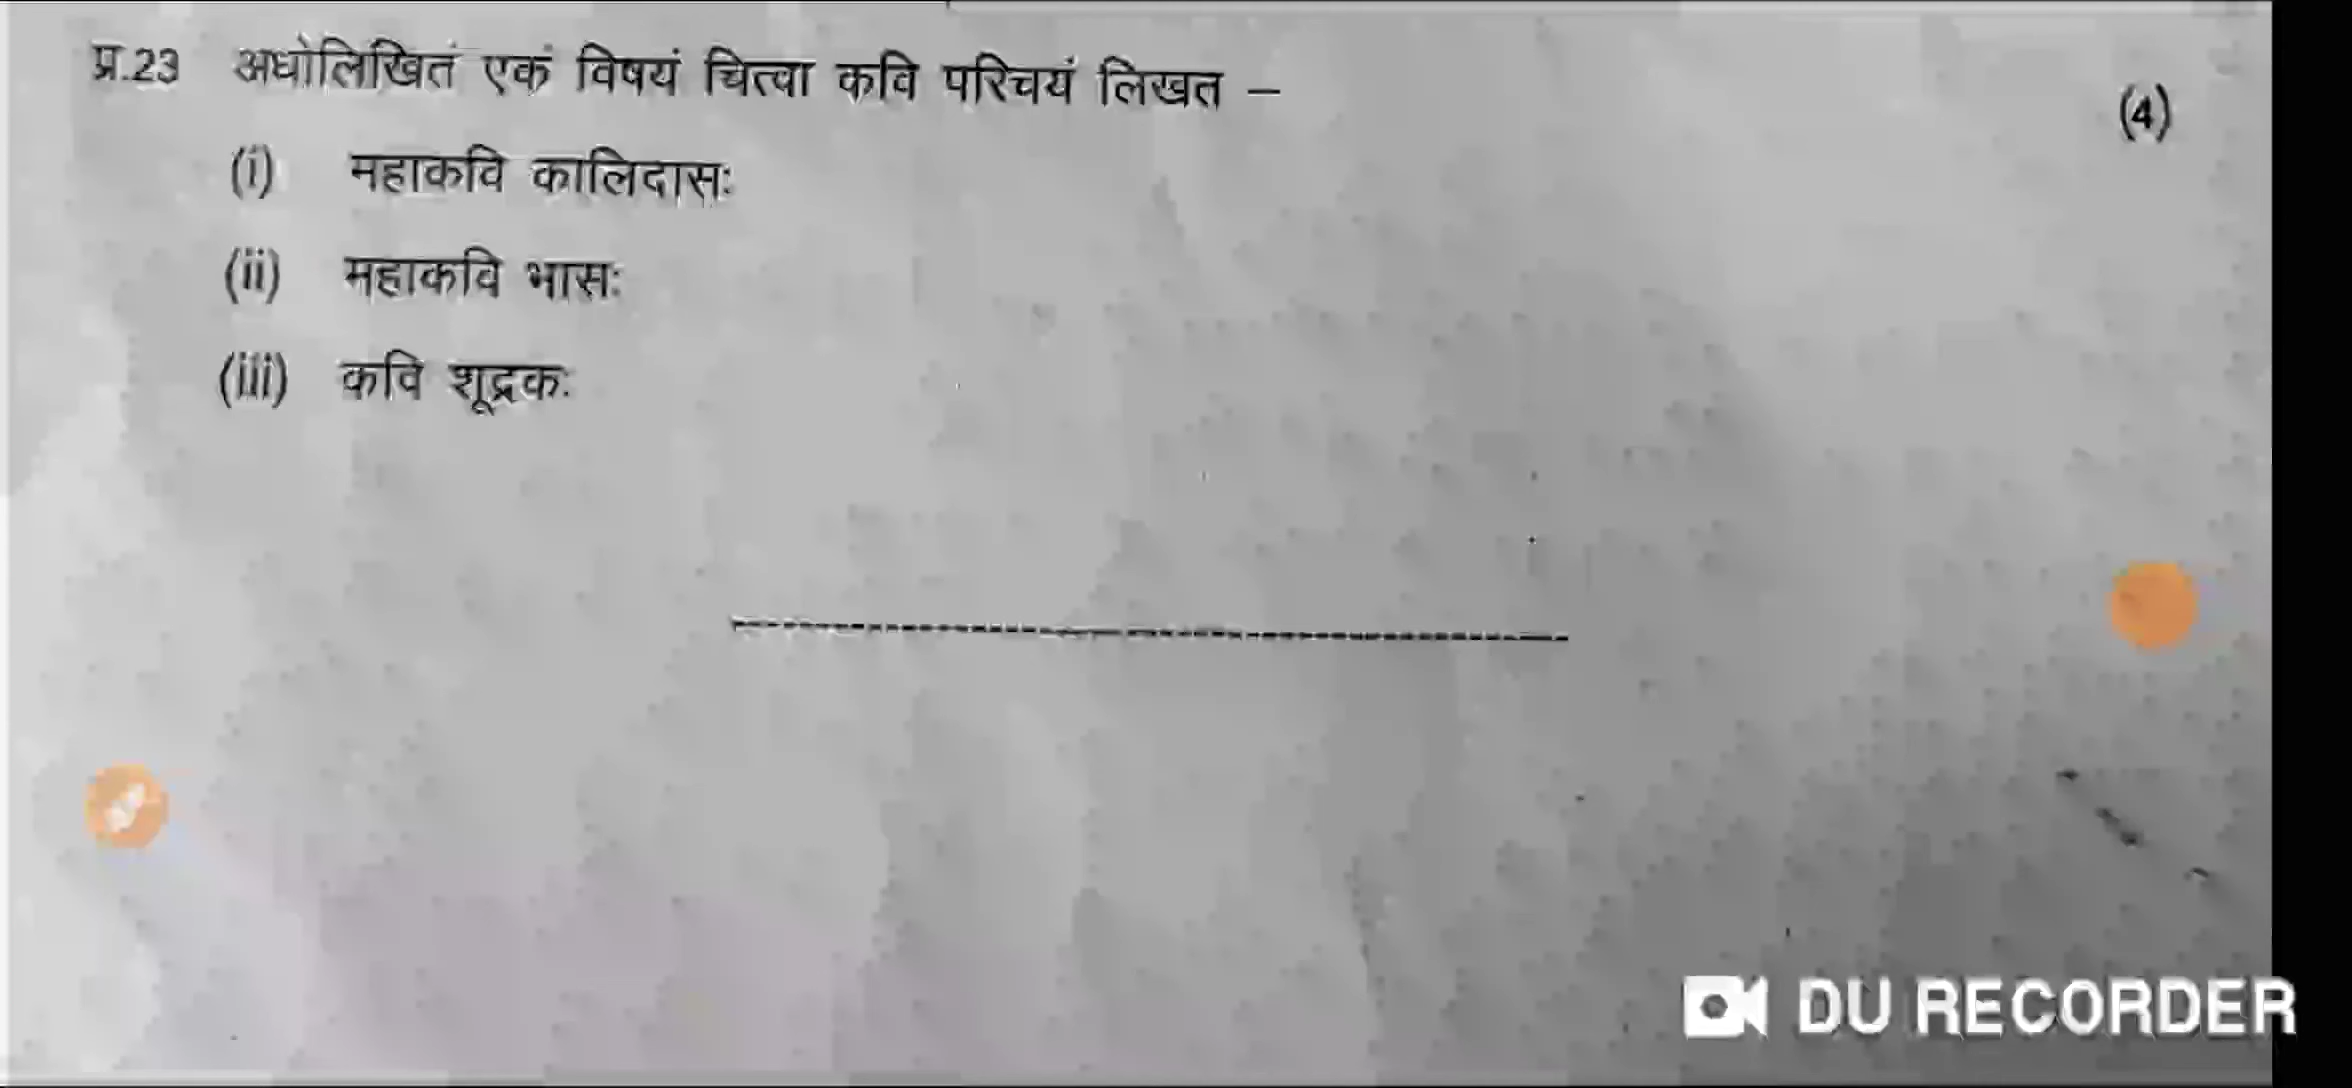 प्र.23 अधोलिखितं एकं विषयं चित्वा कवि परिचयं लिखत –
(4)
(i) महाकवि कालिदासः
(ii) महाकवि भासः
(iii) कवि शूद्रकः
DU RECORDER